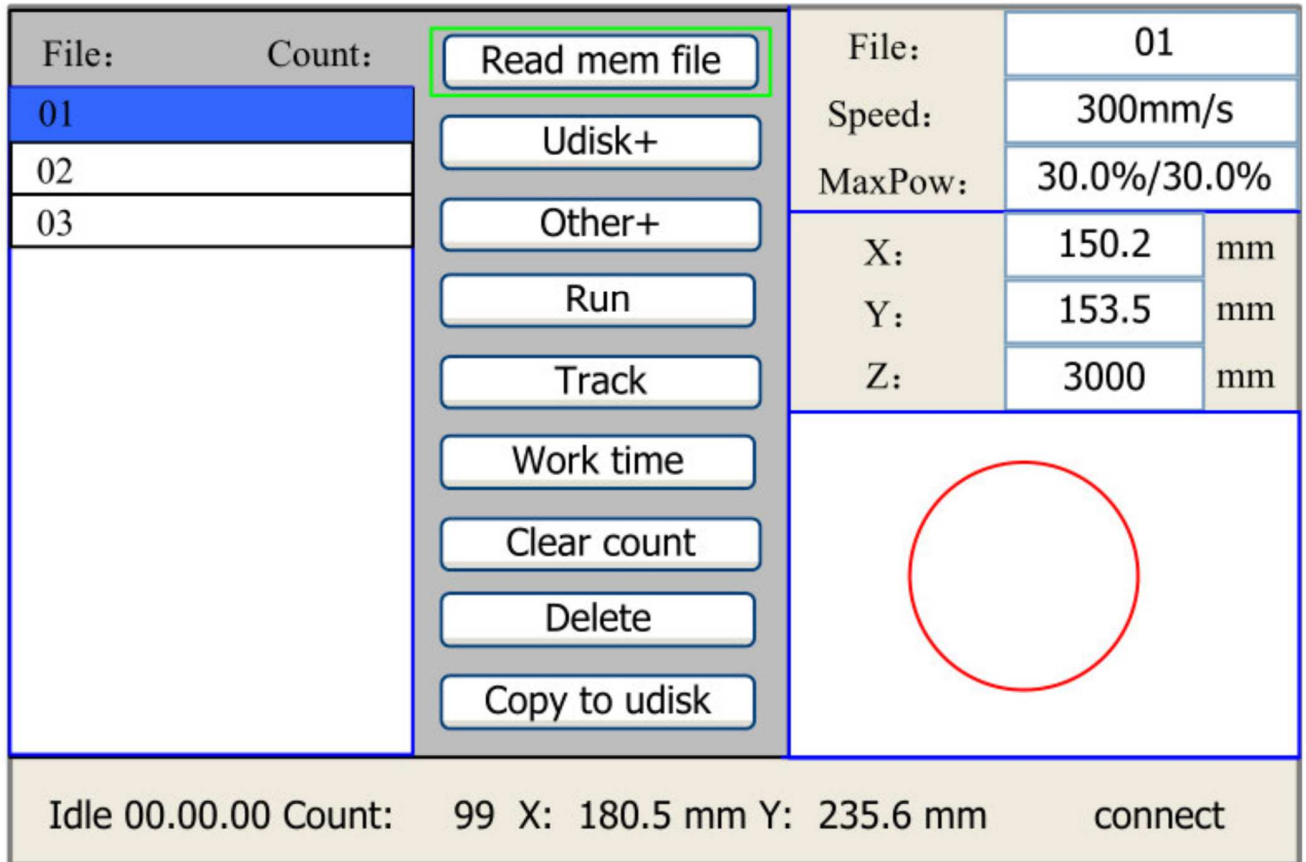 File： Count：
01
02
03
Read mem file
Udisk+
Other+
Run
Track
Work time
Clear count
Delete
Copy to udisk
File： 01
Speed： 300mm/s
MaxPow： 30.0%/30.0%
X： 150.2 mm
Y： 153.5 mm
Z： 3000 mm
Idle 00.00.00 Count: 99 X: 180.5 mm Y: 235.6 mm connect